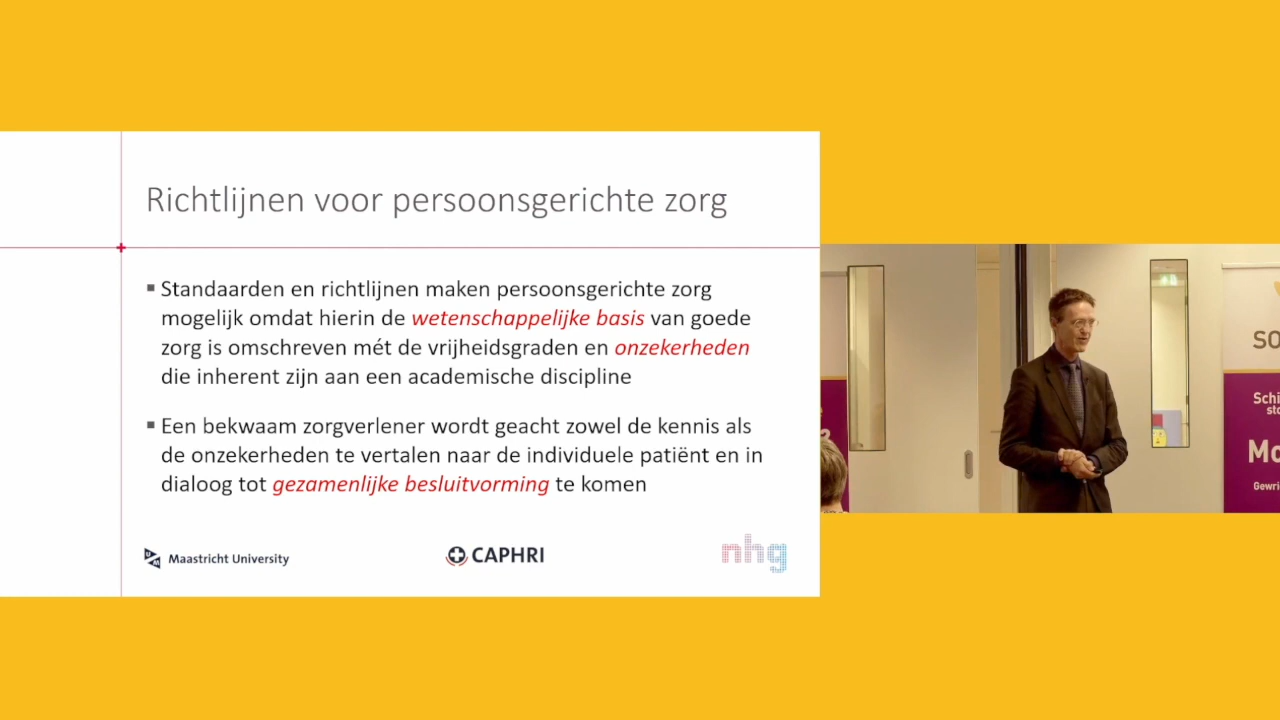 Richtlijnen voor persoonsgerichte zorg
▪ Standaarden en richtlijnen maken persoonsgerichte zorg
mogelijk omdat hierin de wetenschappelijke basis van goede
zorg is omschreven mét de vrijheidsgraden en onzekerheden
die inherent zijn aan een academische discipline
▪ Een bekwaam zorgverlener wordt geacht zowel de kennis als
de onzekerheden te vertalen naar de individuele patiënt en in
dialoog tot gezamenlijke besluitvorming te komen
Maastricht University
CAPHRI
nhg